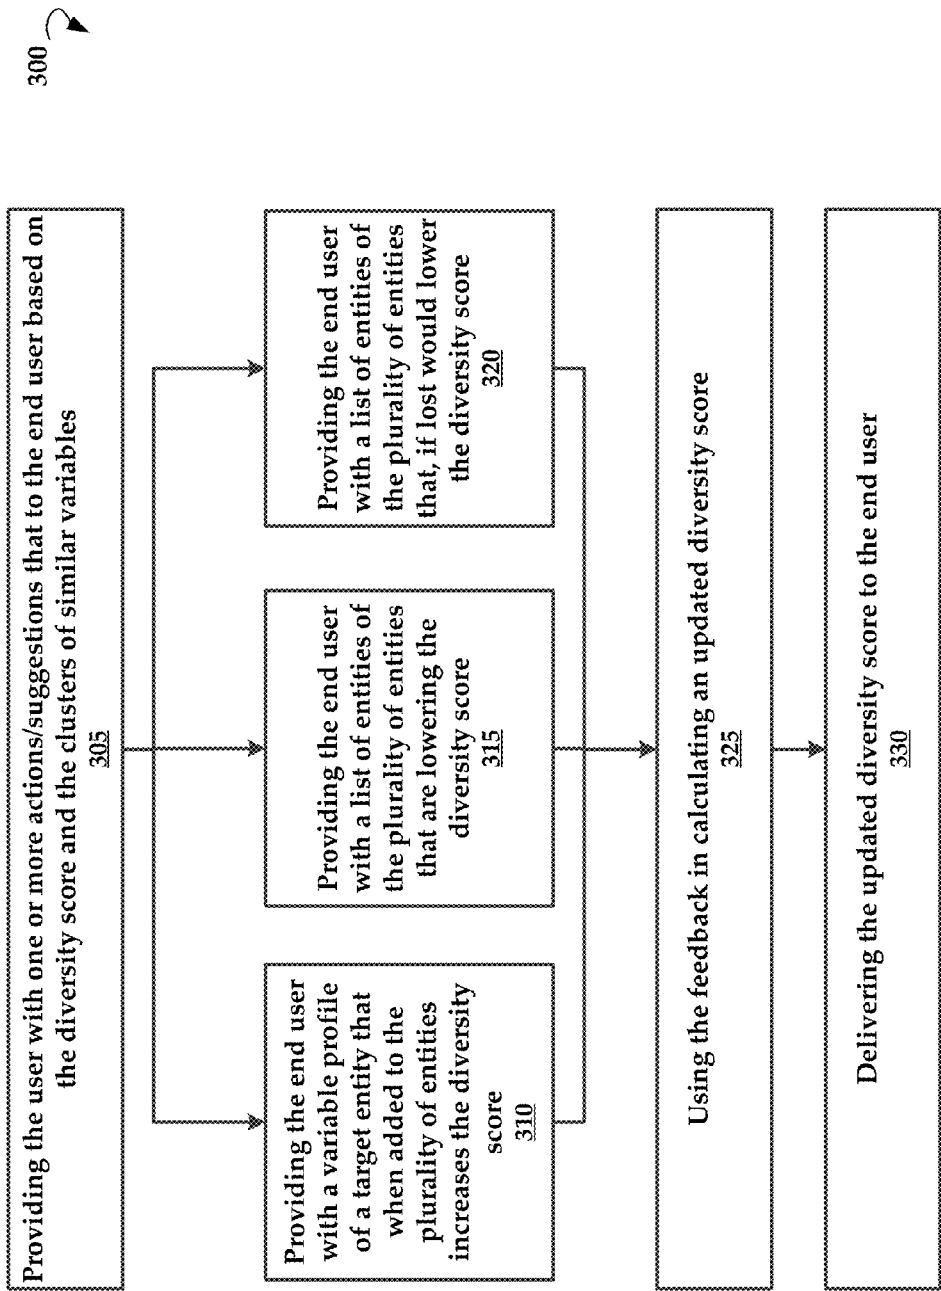 300
Providing the user with one or more actions/suggestions that to the end user based on
the diversity score and the clusters of similar variables
305
Providing the end user
with a variable profile
of a target entity that
when added to the
plurality of entities
increases the diversity
score
310
Providing the end user
with a list of entities of
the plurality of entities
that are lowering the
diversity score
315
Providing the end user
with a list of entities of
the plurality of entities
that, if lost would lower
the diversity score
320
Using the feedback in calculating an updated diversity score
325
Delivering the updated diversity score to the end user
330